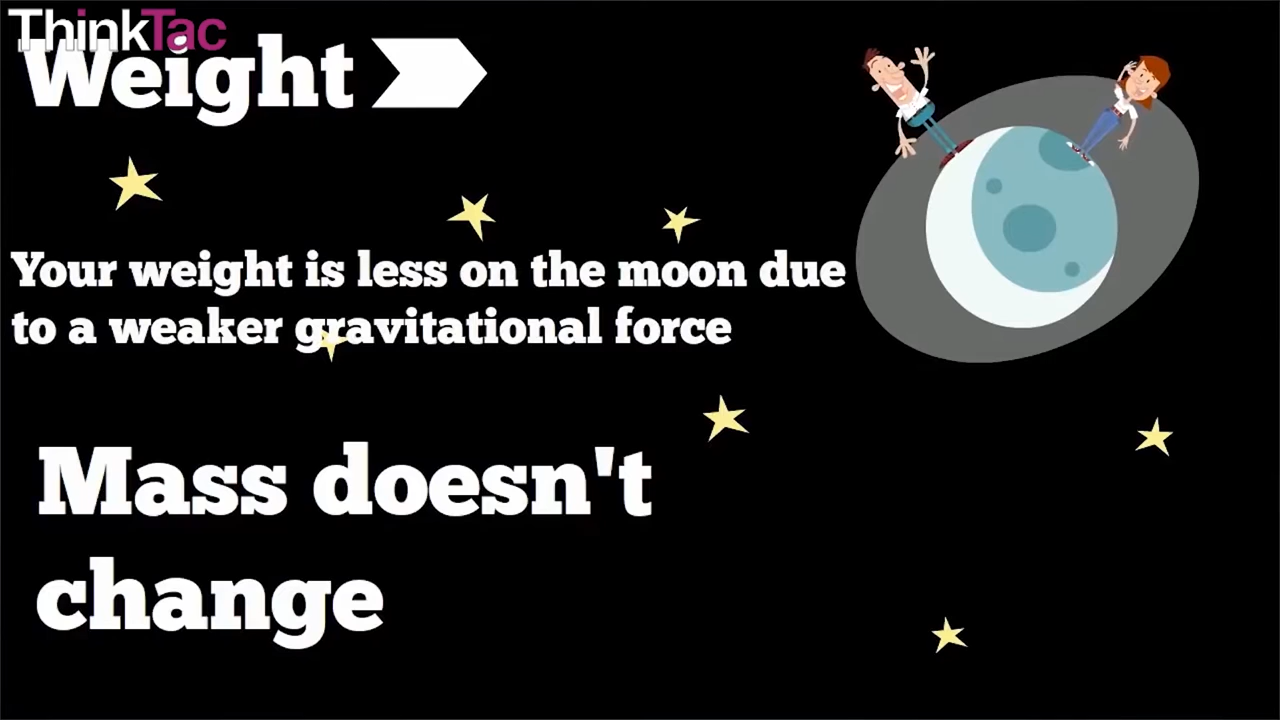 ThinkTac
Weight
Your weight is less on the moon due
to a weaker gravitational force
Mass doesn't
change